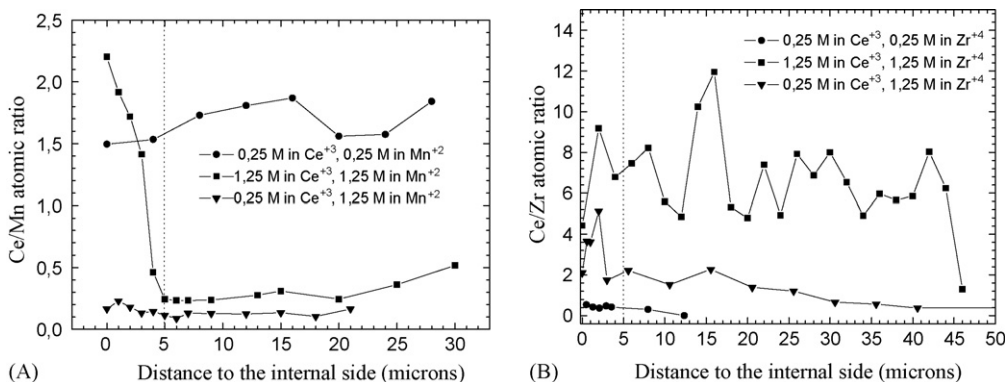 2,5
2,0
1,5
1,0
0,5
0,0
Ce/Mn atomic ratio
0,25 M in Ce+3, 0,25 M in Mn+2
1,25 M in Ce+3, 1,25 M in Mn+2
0,25 M in Ce+3, 1,25 M in Mn+2
0 5 10 15 20 25 30
(A) Distance to the internal side (microns)
14
12
10
8
6
4
2
0
Ce/Zr atomic ratio
0,25 M in Ce+3, 0,25 M in Zr+4
1,25 M in Ce+3, 1,25 M in Zr+4
0,25 M in Ce+3, 1,25 M in Zr+4
0 5 10 15 20 25 30 35 40 45 50
(B) Distance to the internal side (microns)